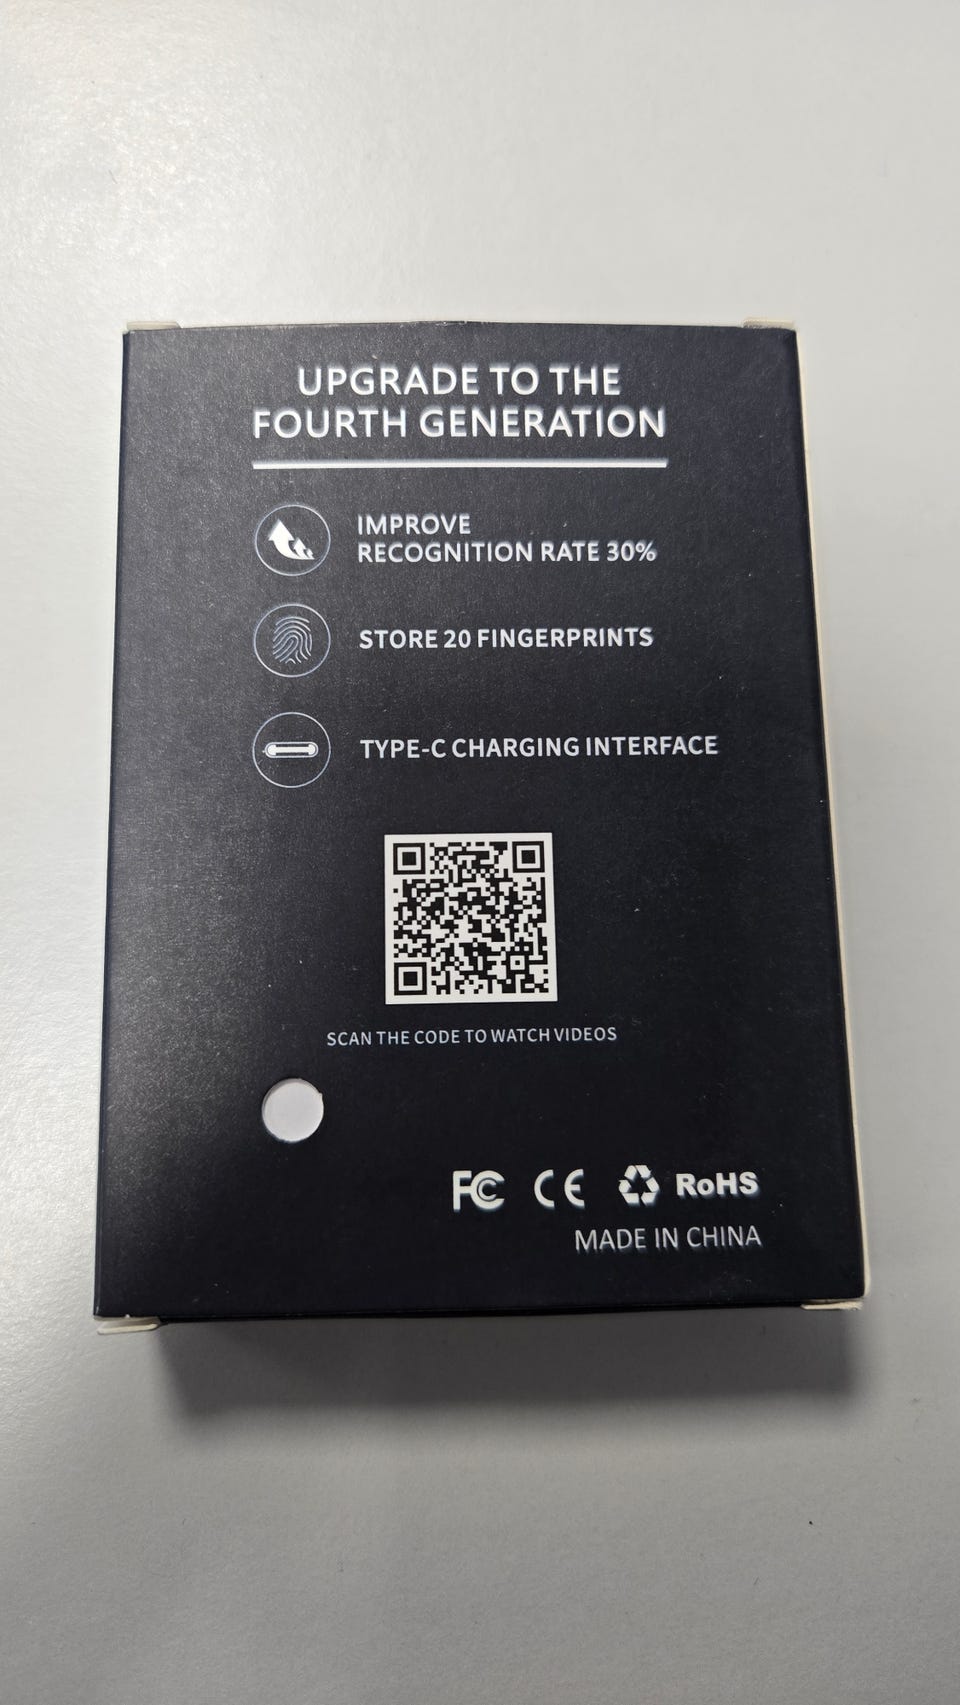 UPGRADE TO THE
FOURTH GENERATION
IMPROVE
RECOGNITION RATE 30%
STORE 20 FINGERPRINTS
TYPE-C CHARGING INTERFACE
SCAN THE CODE TO WATCH VIDEOS
FC CE RoHS
MADE IN CHINA